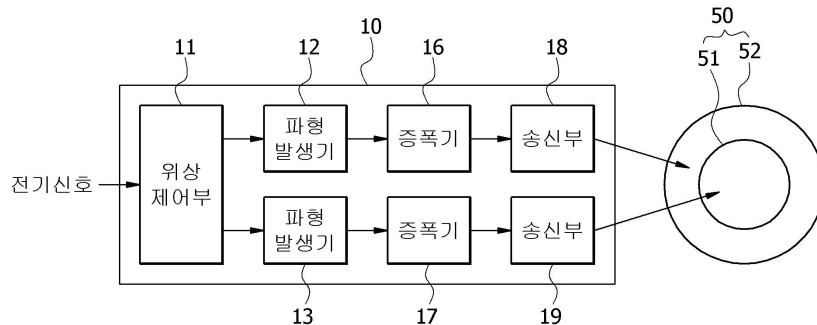 50
10
11
12
16
18
51
52
파형
발생기
증폭기
송신부
위상
제어부
전기신호
파형
발생기
증폭기
송신부
13
17
19